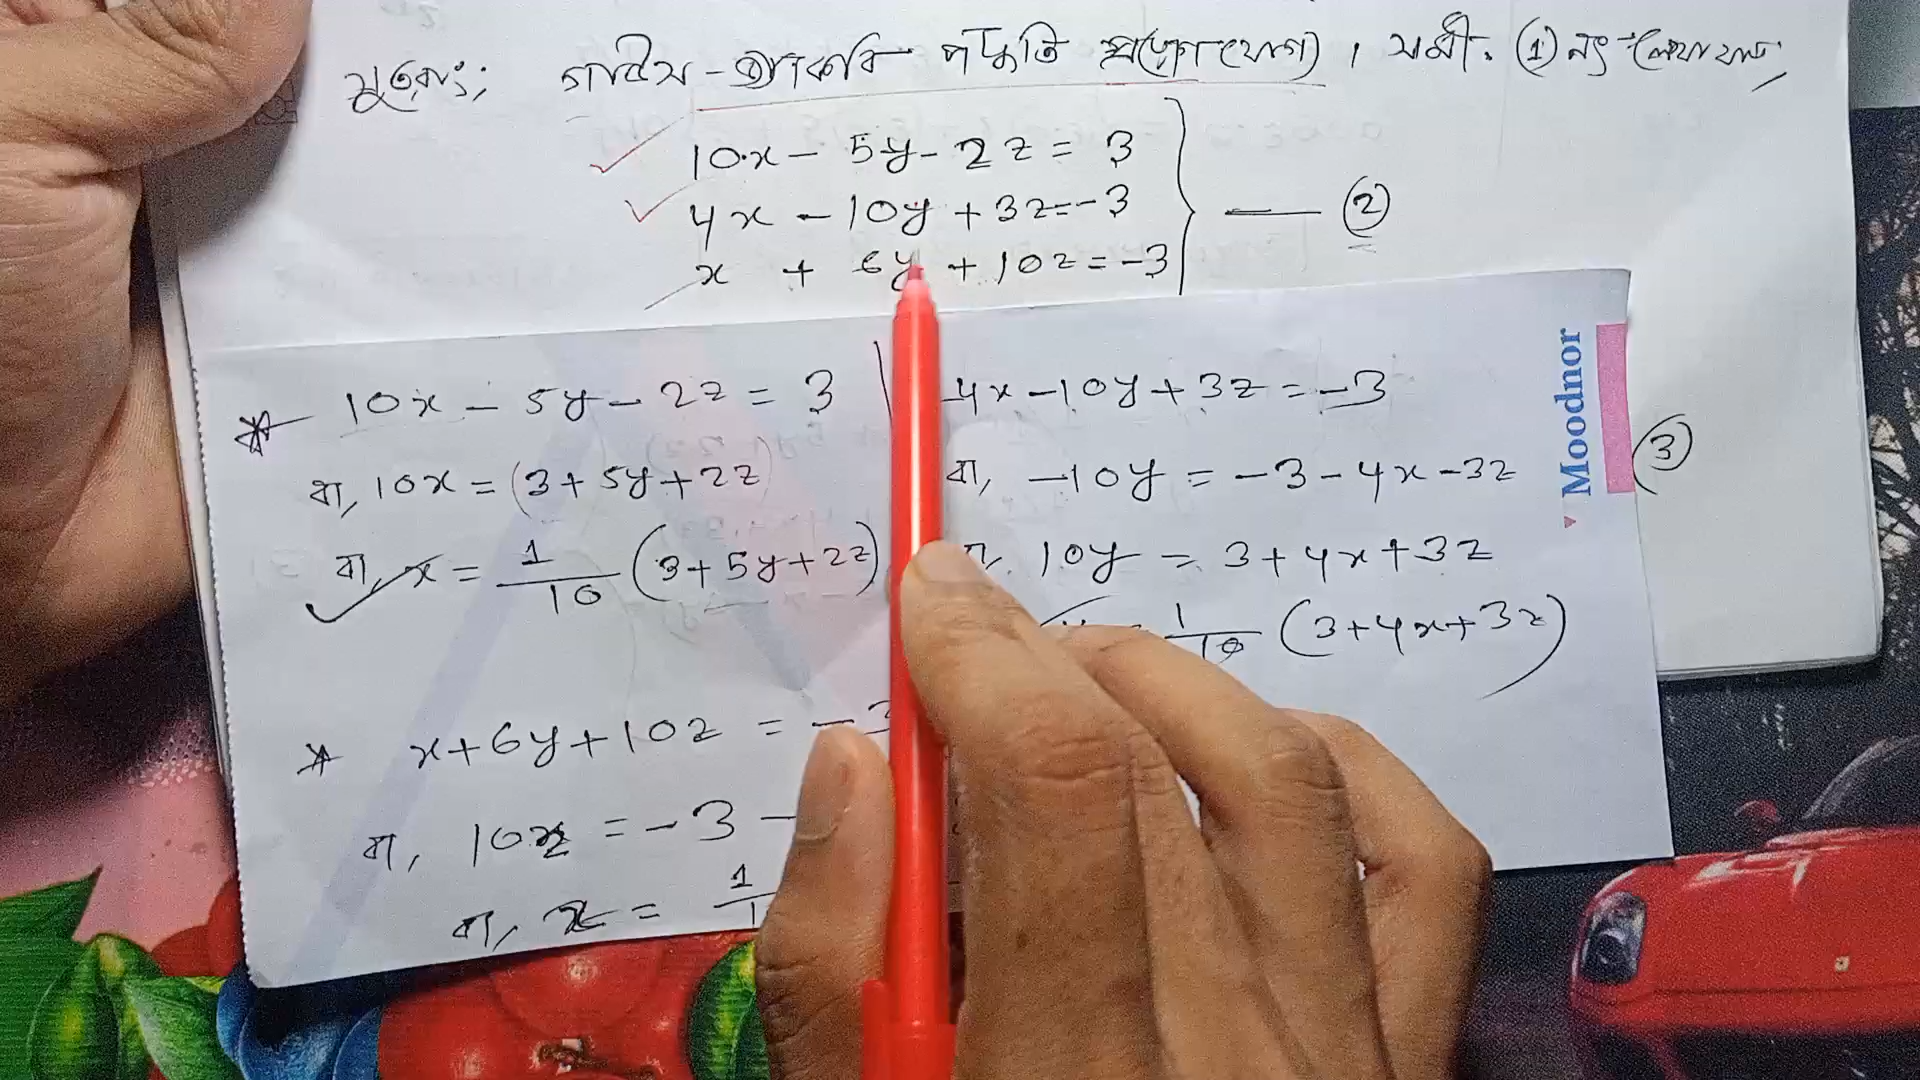 সুতরাং; গাউস-জ্যাকবি পদ্ধতি প্রয়োগযোগ্য। সমী. (1) নং লেখা যায়,
10x - 5y - 2z = 3
4x - 10y + 3z = -3
x + 6y + 10z = -3
(2)
* 10x - 5y - 2z = 3
বা, 10x = (3 + 5y + 2z
বা, x = 1/10 (3 + 5y + 2z)
4x - 10y + 3z = -3
বা, -10y = -3 - 4x - 3z
10y = 3 + 4x + 3z
1/10 (3 + 4x + 3z)
(3)
* x + 6y + 10z = -3
বা, 10z = -3 -
বা, z =
Moodnor